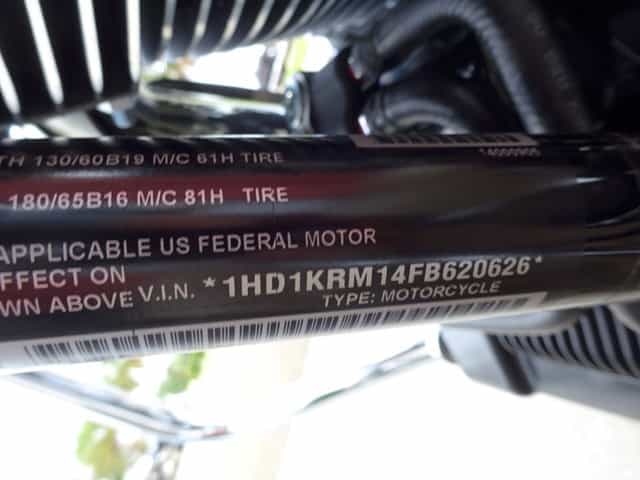 TH 130/60B19 M/C 61H TIRE
14000905
180/65B16 M/C 81H TIRE
APPLICABLE US FEDERAL MOTOR
FFECT ON
WN ABOVE V.I.N. *1HD1KRM14FB620626*
TYPE: MOTORCYCLE